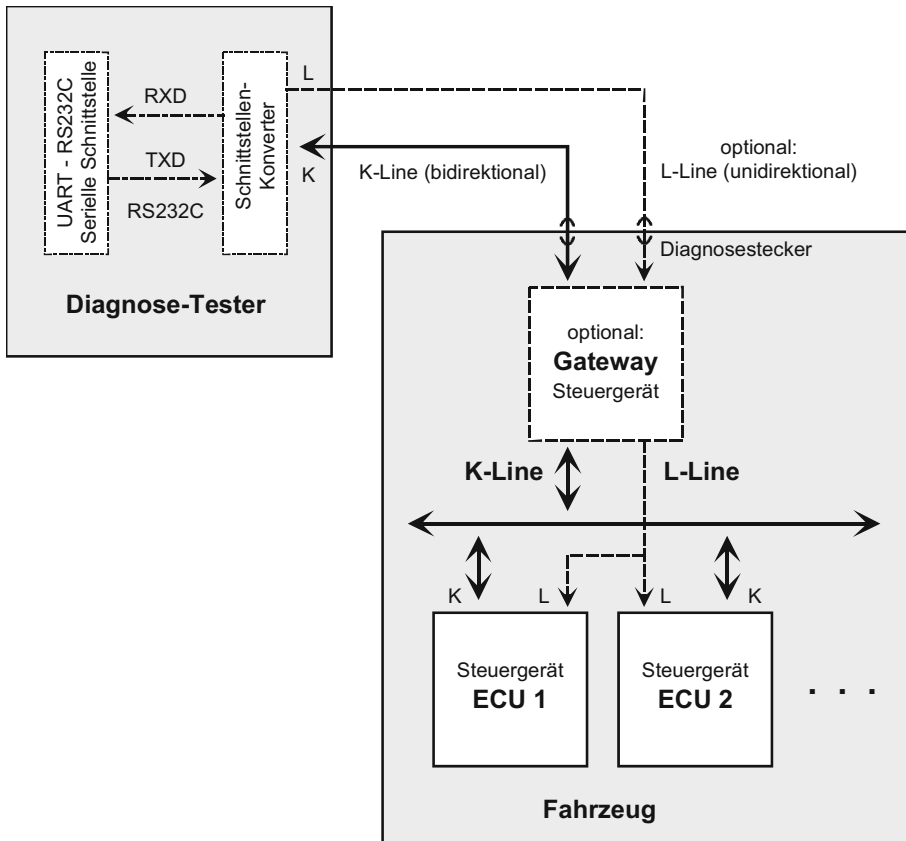 UART - RS232C
Serielle Schnittstelle
RXD
TXD
RS232C
Schnittstellen-
Konverter
L
K
Diagnose-Tester
K-Line (bidirektional)
optional:
L-Line (unidirektional)
Diagnosestecker
optional:
Gateway
Steuergerät
K-Line
L-Line
K
L
L
K
Steuergerät
ECU 1
Steuergerät
ECU 2
. . .
Fahrzeug